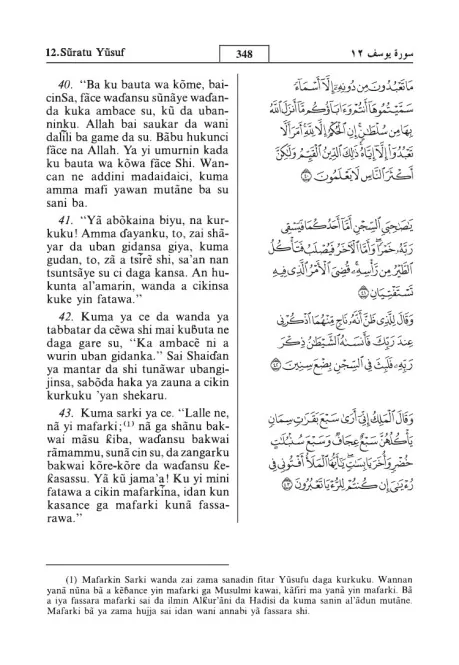 12.Sūratu Yūsuf
348
سورة يوسف ١٢
40. “Ba ku bauta wa kōme, bai-
cinSa, fāce waɗansu sūnāye waɗan-
da kuka ambace su, kū da uban-
ninku. Allah bai saukar da wani
dalīli ba game da su. Bābu hukunci
fāce na Allah. Ya yi umurnin kada
ku bauta wa kōwa fāce Shi. Wan-
can ne addini madaidaici, kuma
amma mafi yawan mutāne ba su
sani ba.
41. “Yā abōkaina biyu, na kur-
kuku! Amma ɗayanku, to, zai shā-
yar da uban gidansa giya, kuma
gudan, to, zā a tsīrē shi, sa'an nan
tsuntsāye su ci daga kansa. An hu-
kunta al'amarin, wanda a cikinsa
kuke yin fatawa.”
42. Kuma ya ce da wanda ya
tabbatar da cēwa shi mai kuɓuta ne
daga gare su, “Ka ambacē ni a
wurin uban gidanka.” Sai Shaiɗan
ya mantar da shi tunāwar ubangi-
jinsa, sabōda haka ya zauna a cikin
kurkuku 'yan shekaru.
43. Kuma sarki ya ce. “Lalle ne,
nā yi mafarki;(1) nā ga shānu bak-
wai māsu ƙiba, waɗansu bakwai
rāmammu, sunā cin su, da zangarku
bakwai kōre-kōre da waɗansu ƙe-
ƙasassu. Yā kū jama'a! Ku yi mini
fatawa a cikin mafarkīna, idan kun
kasance ga mafarki kunā fassa-
rawa.”
مَا تَعْبُدُونَ مِن دُونِهِۦٓ إِلَّآ أَسْمَآءً
سَمَّيْتُمُوهَآ أَنتُمْ وَءَابَآؤُكُم مَّآ أَنزَلَ ٱللَّهُ
بِهَا مِن سُلْطَٰنٍ ۚ إِنِ ٱلْحُكْمُ إِلَّا لِلَّهِ ۚ أَمَرَ أَلَّا
تَعْبُدُوٓا۟ إِلَّآ إِيَّاهُ ۚ ذَٰلِكَ ٱلدِّينُ ٱلْقَيِّمُ وَلَٰكِنَّ
أَكْثَرَ ٱلنَّاسِ لَا يَعْلَمُونَ ٤٠
يَٰصَٰحِبَىِ ٱلسِّجْنِ أَمَّآ أَحَدُكُمَا فَيَسْقِى
رَبَّهُۥ خَمْرًا ۖ وَأَمَّا ٱلْءَاخَرُ فَيُصْلَبُ فَتَأْكُلُ
ٱلطَّيْرُ مِن رَّأْسِهِۦ ۚ قُضِىَ ٱلْأَمْرُ ٱلَّذِى فِيهِ
تَسْتَفْتِيَانِ ٤١
وَقَالَ لِلَّذِى ظَنَّ أَنَّهُۥ نَاجٍ مِّنْهُمَا ٱذْكُرْنِى
عِندَ رَبِّكَ فَأَنسَىٰهُ ٱلشَّيْطَٰنُ ذِكْرَ
رَبِّهِۦ فَلَبِثَ فِى ٱلسِّجْنِ بِضْعَ سِنِينَ ٤٢
وَقَالَ ٱلْمَلِكُ إِنِّىٓ أَرَىٰ سَبْعَ بَقَرَٰتٍ سِمَانٍ
يَأْكُلُهُنَّ سَبْعٌ عِجَافٌ وَسَبْعَ سُنۢبُلَٰتٍ
خُضْرٍ وَأُخَرَ يَابِسَٰتٍ ۖ يَٰٓأَيُّهَا ٱلْمَلَأُ أَفْتُونِى فِى
رُءْيَٰىَ إِن كُنتُمْ لِلرُّءْيَا تَعْبُرُونَ ٤٣
(1) Mafarkin Sarki wanda zai zama sanadin fitar Yūsufu daga kurkuku. Wannan
yanā nūna bā a kēɓance yin mafarki ga Musulmi kawai, kāfiri ma yanā yin mafarki. Bā
a iya fassara mafarki sai da ilmin Alƙur'āni da Hadisi da kuma sanin al'ādun mutāne.
Mafarki bā ya zama hujja sai idan wani annabi yā fassara shi.